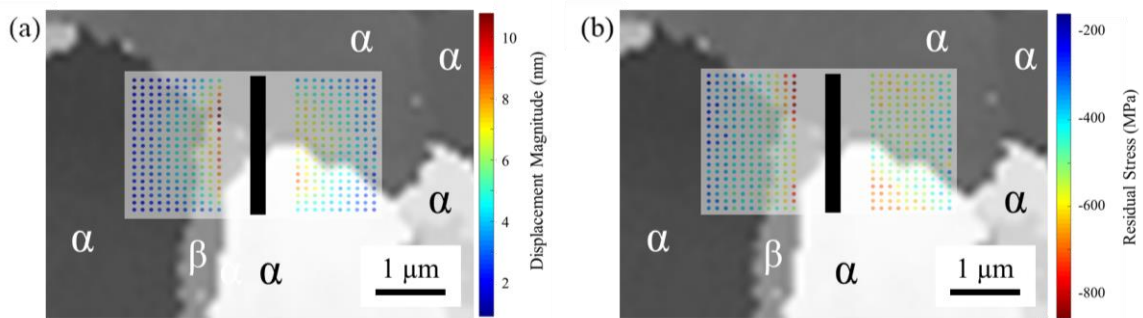 (a)
α
α
α
β
α
α
1 μm
10
8
6
4
2
Displacement Magnitude (nm)
(b)
α
α
α
β
α
α
1 μm
-200
-400
-600
-800
Residual Stress (MPa)